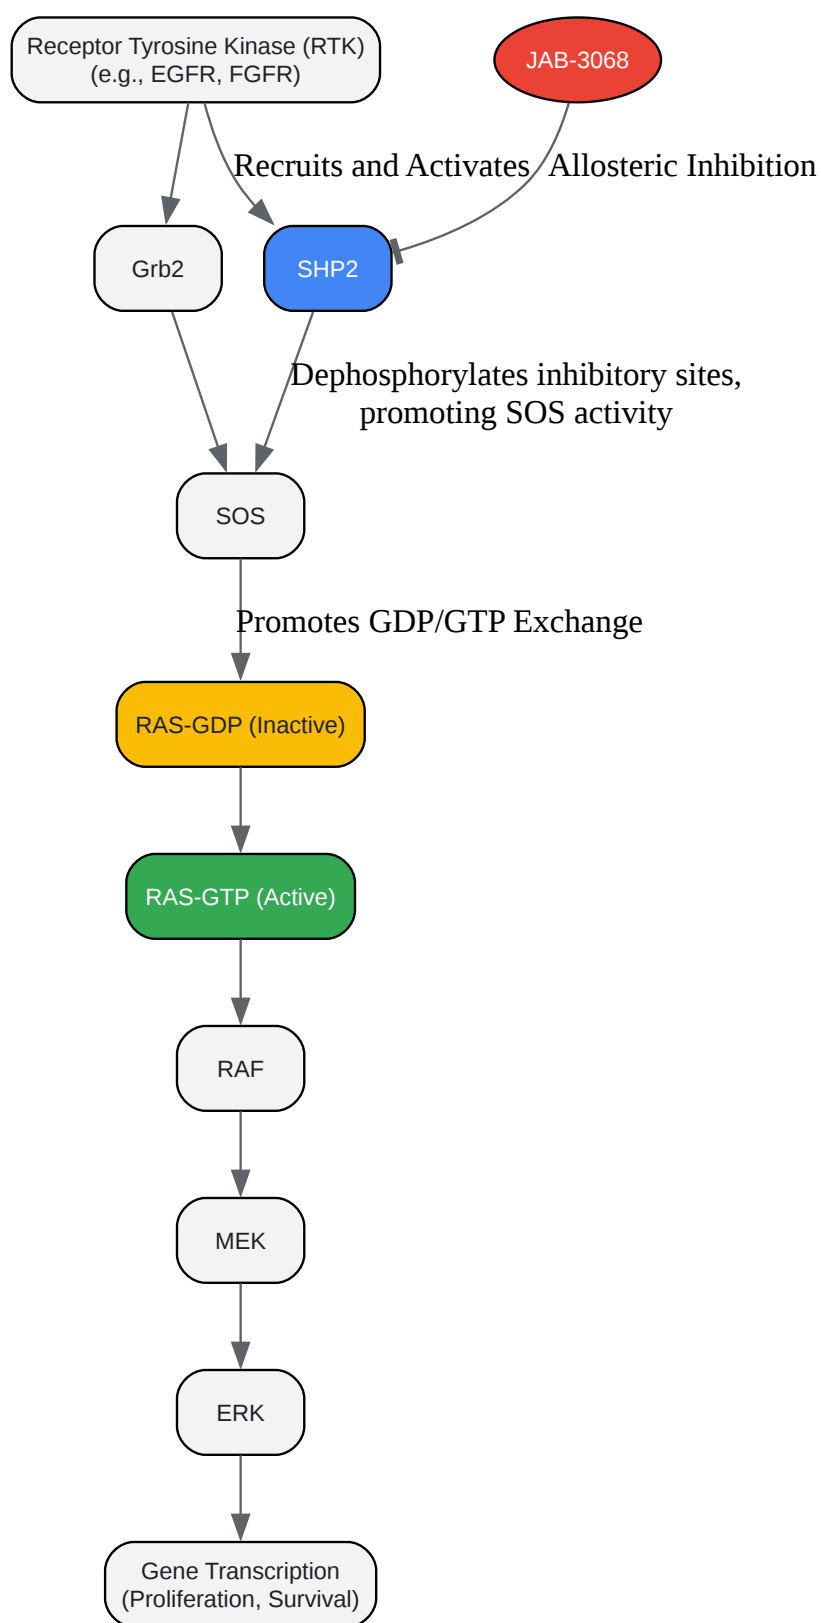 Receptor Tyrosine Kinase (RTK)
(e.g., EGFR, FGFR)
JAB-3068
Recruits and Activates
Allosteric Inhibition
Grb2
SHP2
Dephosphorylates inhibitory sites,
promoting SOS activity
SOS
Promotes GDP/GTP Exchange
RAS-GDP (Inactive)
RAS-GTP (Active)
RAF
MEK
ERK
Gene Transcription
(Proliferation, Survival)